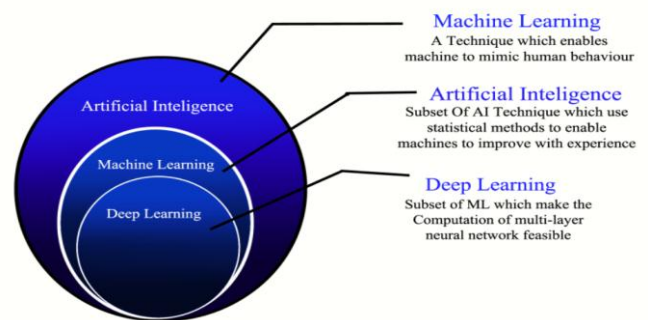 Machine Learning
A Technique which enables
machine to mimic human behaviour
Artificial Inteligence
Artificial Inteligence
Subset Of AI Technique which use
statistical methods to enable
machines to improve with experience
Machine Learning
Deep Learning
Subset of ML which make the
Computation of multi-layer
neural network feasible
Deep Learning